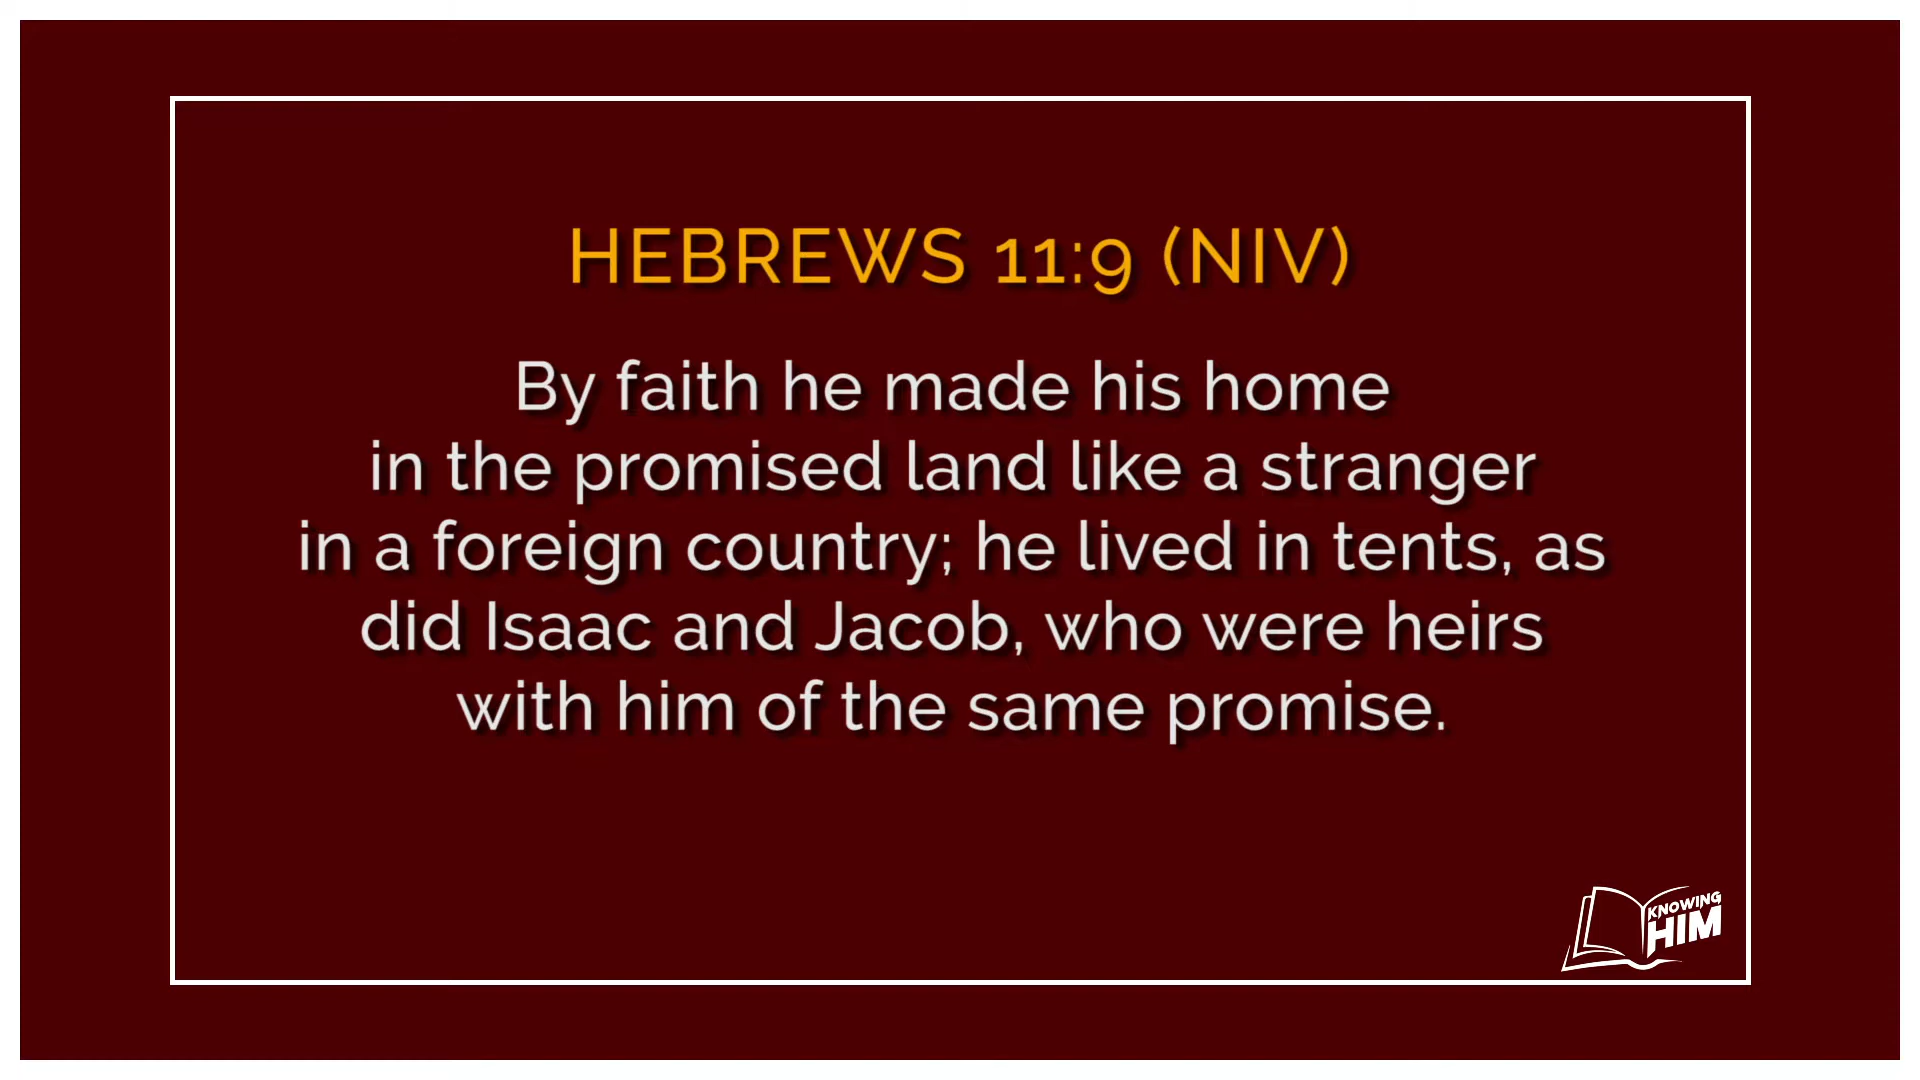 HEBREWS 11:9 (NIV)
By faith he made his home
in the promised land like a stranger
in a foreign country; he lived in tents, as
did Isaac and Jacob, who were heirs
with him of the same promise.
KNOWING
HIM